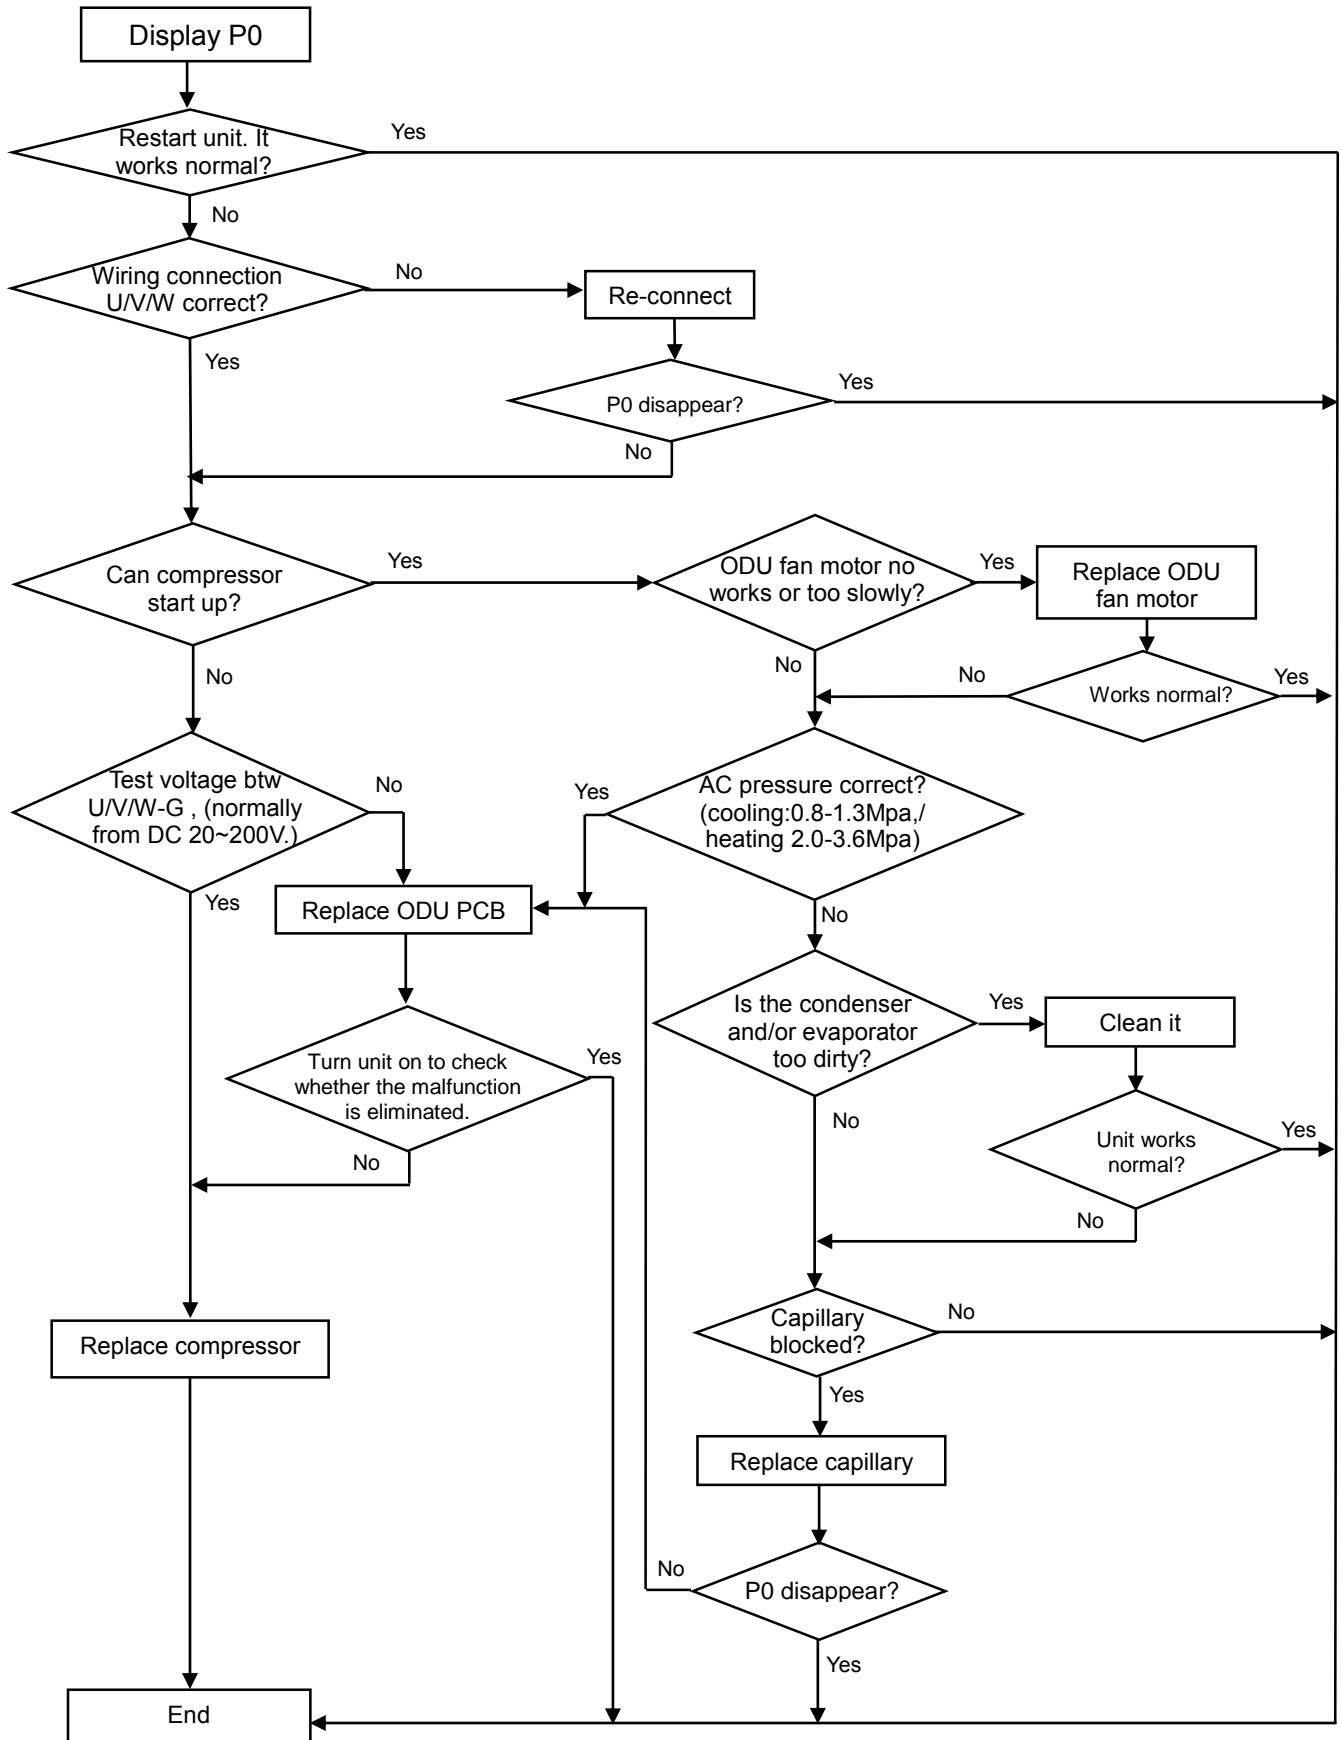 Display P0
Restart unit. It
works normal?
Yes
No
Wiring connection
U/V/W correct?
No
Re-connect
Yes
P0 disappear?
Yes
No
Can compressor
start up?
Yes
ODU fan motor no
works or too slowly?
Yes
Replace ODU
fan motor
No
No
No
Works normal?
Yes
Test voltage btw
U/V/W-G , (normally
from DC 20~200V.)
No
Yes
AC pressure correct?
(cooling:0.8-1.3Mpa,/
heating 2.0-3.6Mpa)
Yes
Replace ODU PCB
No
Is the condenser
and/or evaporator
too dirty?
Yes
Clean it
Turn unit on to check
whether the malfunction
is eliminated.
Yes
No
No
Unit works
normal?
Yes
No
Capillary
blocked?
No
Replace compressor
Yes
Replace capillary
No
P0 disappear?
Yes
End